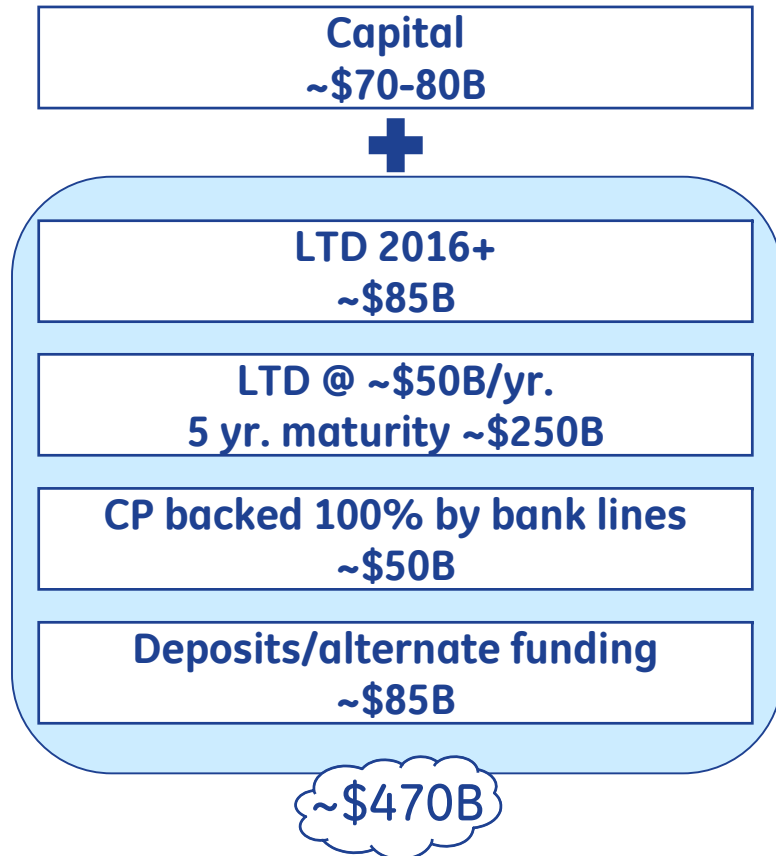 Capital
~$70-80B
LTD 2016+
~$85B
LTD @ ~$50B/yr.
5 yr. maturity ~$250B
CP backed 100% by bank lines
~$50B
Deposits/alternate funding
~$85B
~$470B